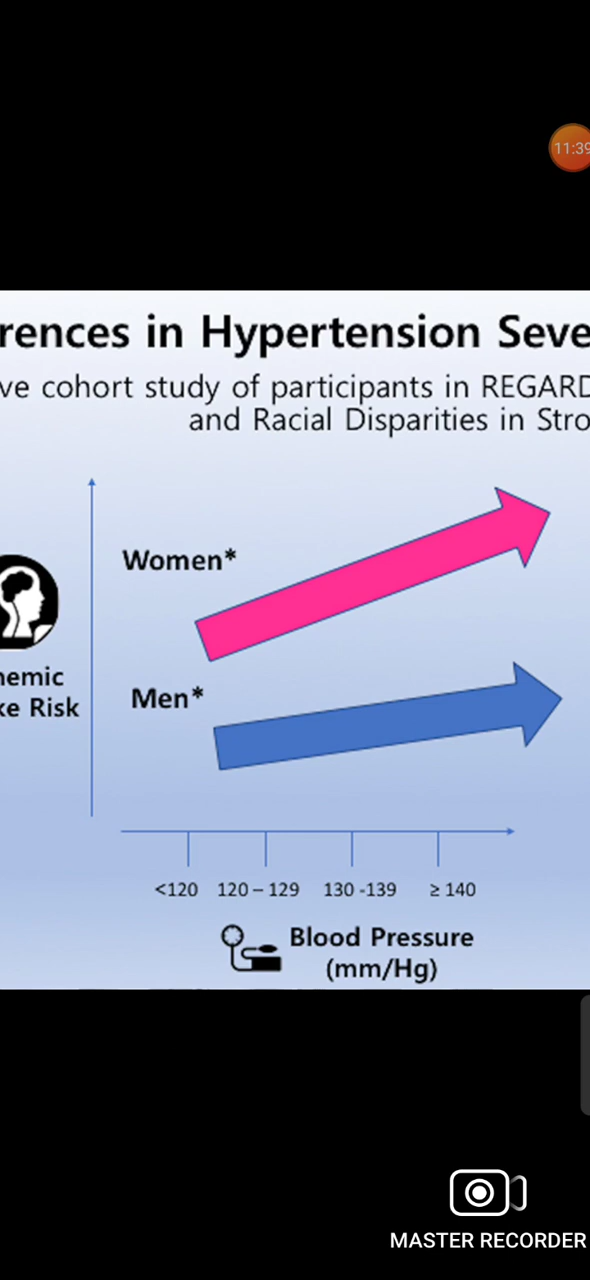 11:39
rences in Hypertension Seve
ve cohort study of participants in REGARD
and Racial Disparities in Stro
Women*
Men*
nemic
ke Risk
<120 120 – 129 130 -139 ≥ 140
Blood Pressure
(mm/Hg)
MASTER RECORDER